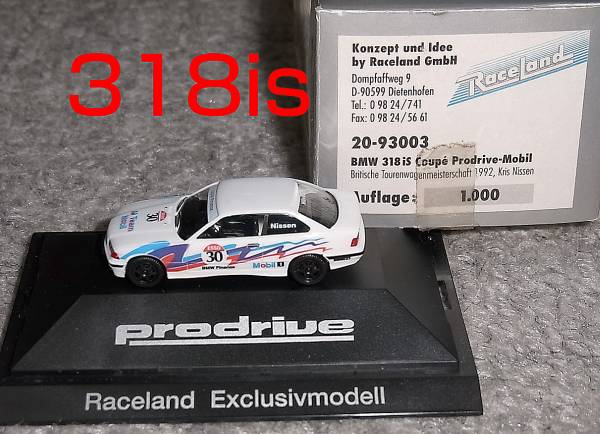 318is
Konzept und Idee
by Raceland GmbH
Dompfaffweg 9
D-90599 Dietenhofen
Tel.: 0 98 24/741
Fax: 0 98 24/56 61
Raceland
20-93003
BMW 318iS Coupé Prodrive-Mobil
Britische Tourenwagenmeisterschaft 1992, Kris Nissen
Auflage: 1.000
Nissen
30
BMW Finance
Mobil 1
30
prodrive
Raceland Exclusivmodell